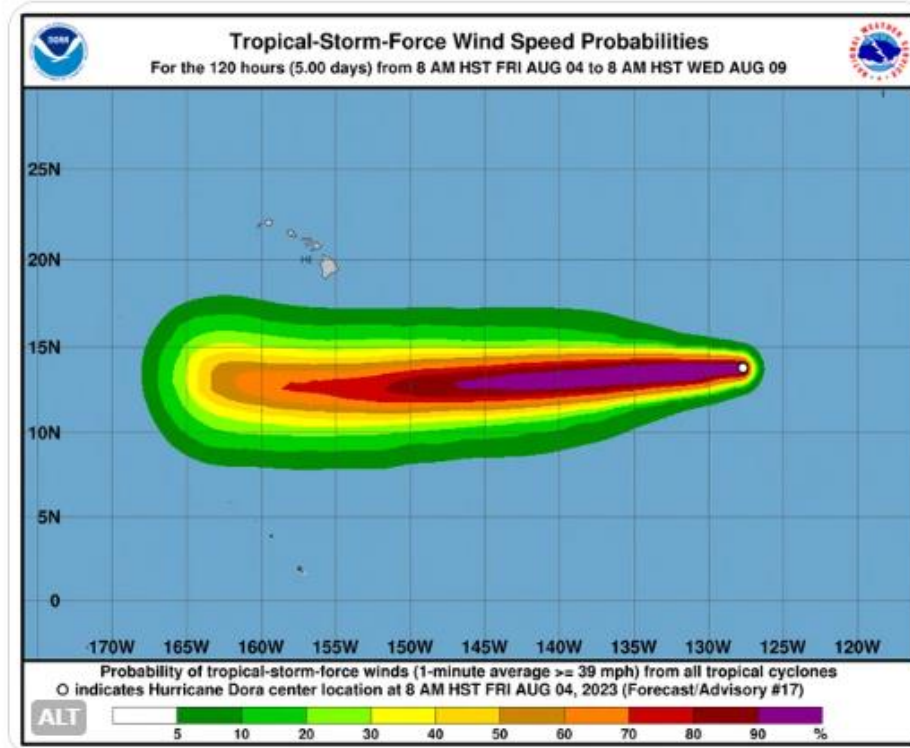 Tropical-Storm-Force Wind Speed Probabilities
For the 120 hours (5.00 days) from 8 AM HST FRI AUG 04 to 8 AM HST WED AUG 09
NOAA
25N
20N
HI
15N
10N
5N
0
170W 165W 160W 155W 150W 145W 140W 135W 130W 125W 120W
Probability of tropical-storm-force winds (1-minute average >= 39 mph) from all tropical cyclones
O indicates Hurricane Dora center location at 8 AM HST FRI AUG 04, 2023 (Forecast/Advisory #17)
ALT
5 10 20 30 40 50 60 70 80 90 %